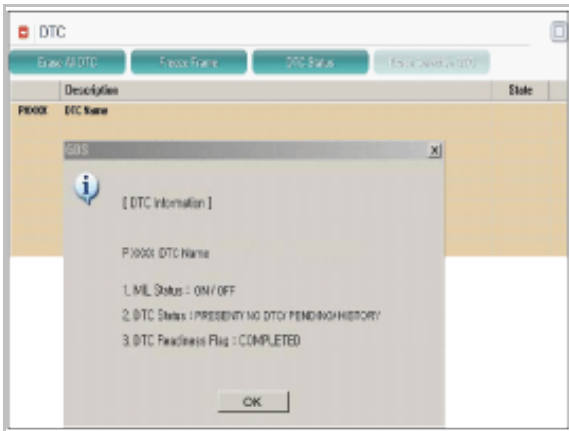 DTC
Erase All DTC Freeze Frame DTC Status
Description State
PXXXX DTC Name
GDS
[ DTC Information ]
PXXXX DTC Name
1. MIL Status : ON / OFF
2. DTC Status : PRESENT/ NO DTC/ PENDING/HISTORY
3. DTC Readiness Flag : COMPLETED
OK